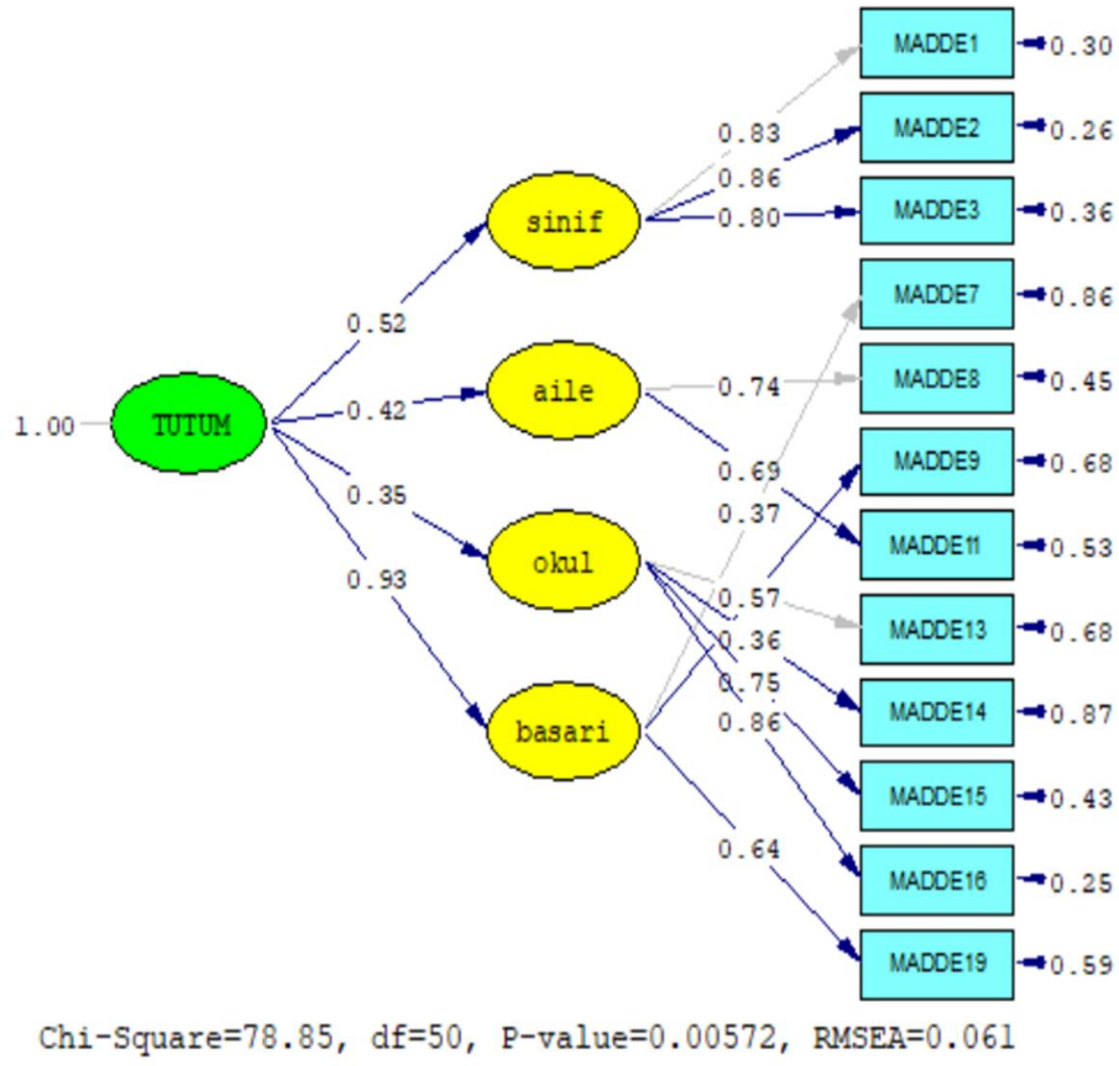 MADDE1 0.30
0.83
MADDE2 0.26
0.86
sinif 0.80 MADDE3 0.36
MADDE7 0.86
0.52
aile 0.74 MADDE8 0.45
0.42
1.00 TUTUM
0.69 MADDE9 0.68
0.35
0.37
okul MADDE11 0.53
0.93
0.57
MADDE13 0.68
0.36
0.75
basari 0.86 MADDE14 0.87
MADDE15 0.43
0.64
MADDE16 0.25
MADDE19 0.59
Chi-Square=78.85, df=50, P-value=0.00572, RMSEA=0.061